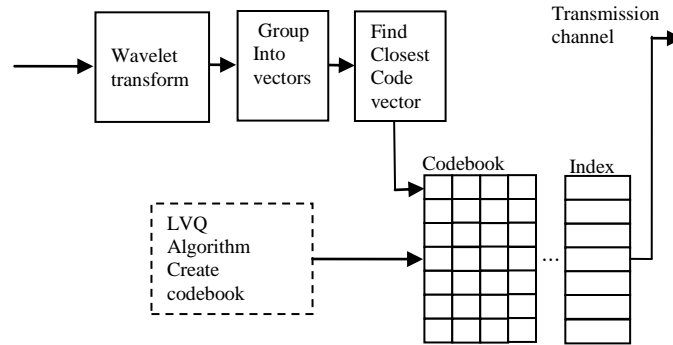 Wavelet
transform
Group
Into
vectors
Find
Closest
Code
vector
Transmission
channel
Codebook
Index
LVQ
Algorithm
Create
codebook
...